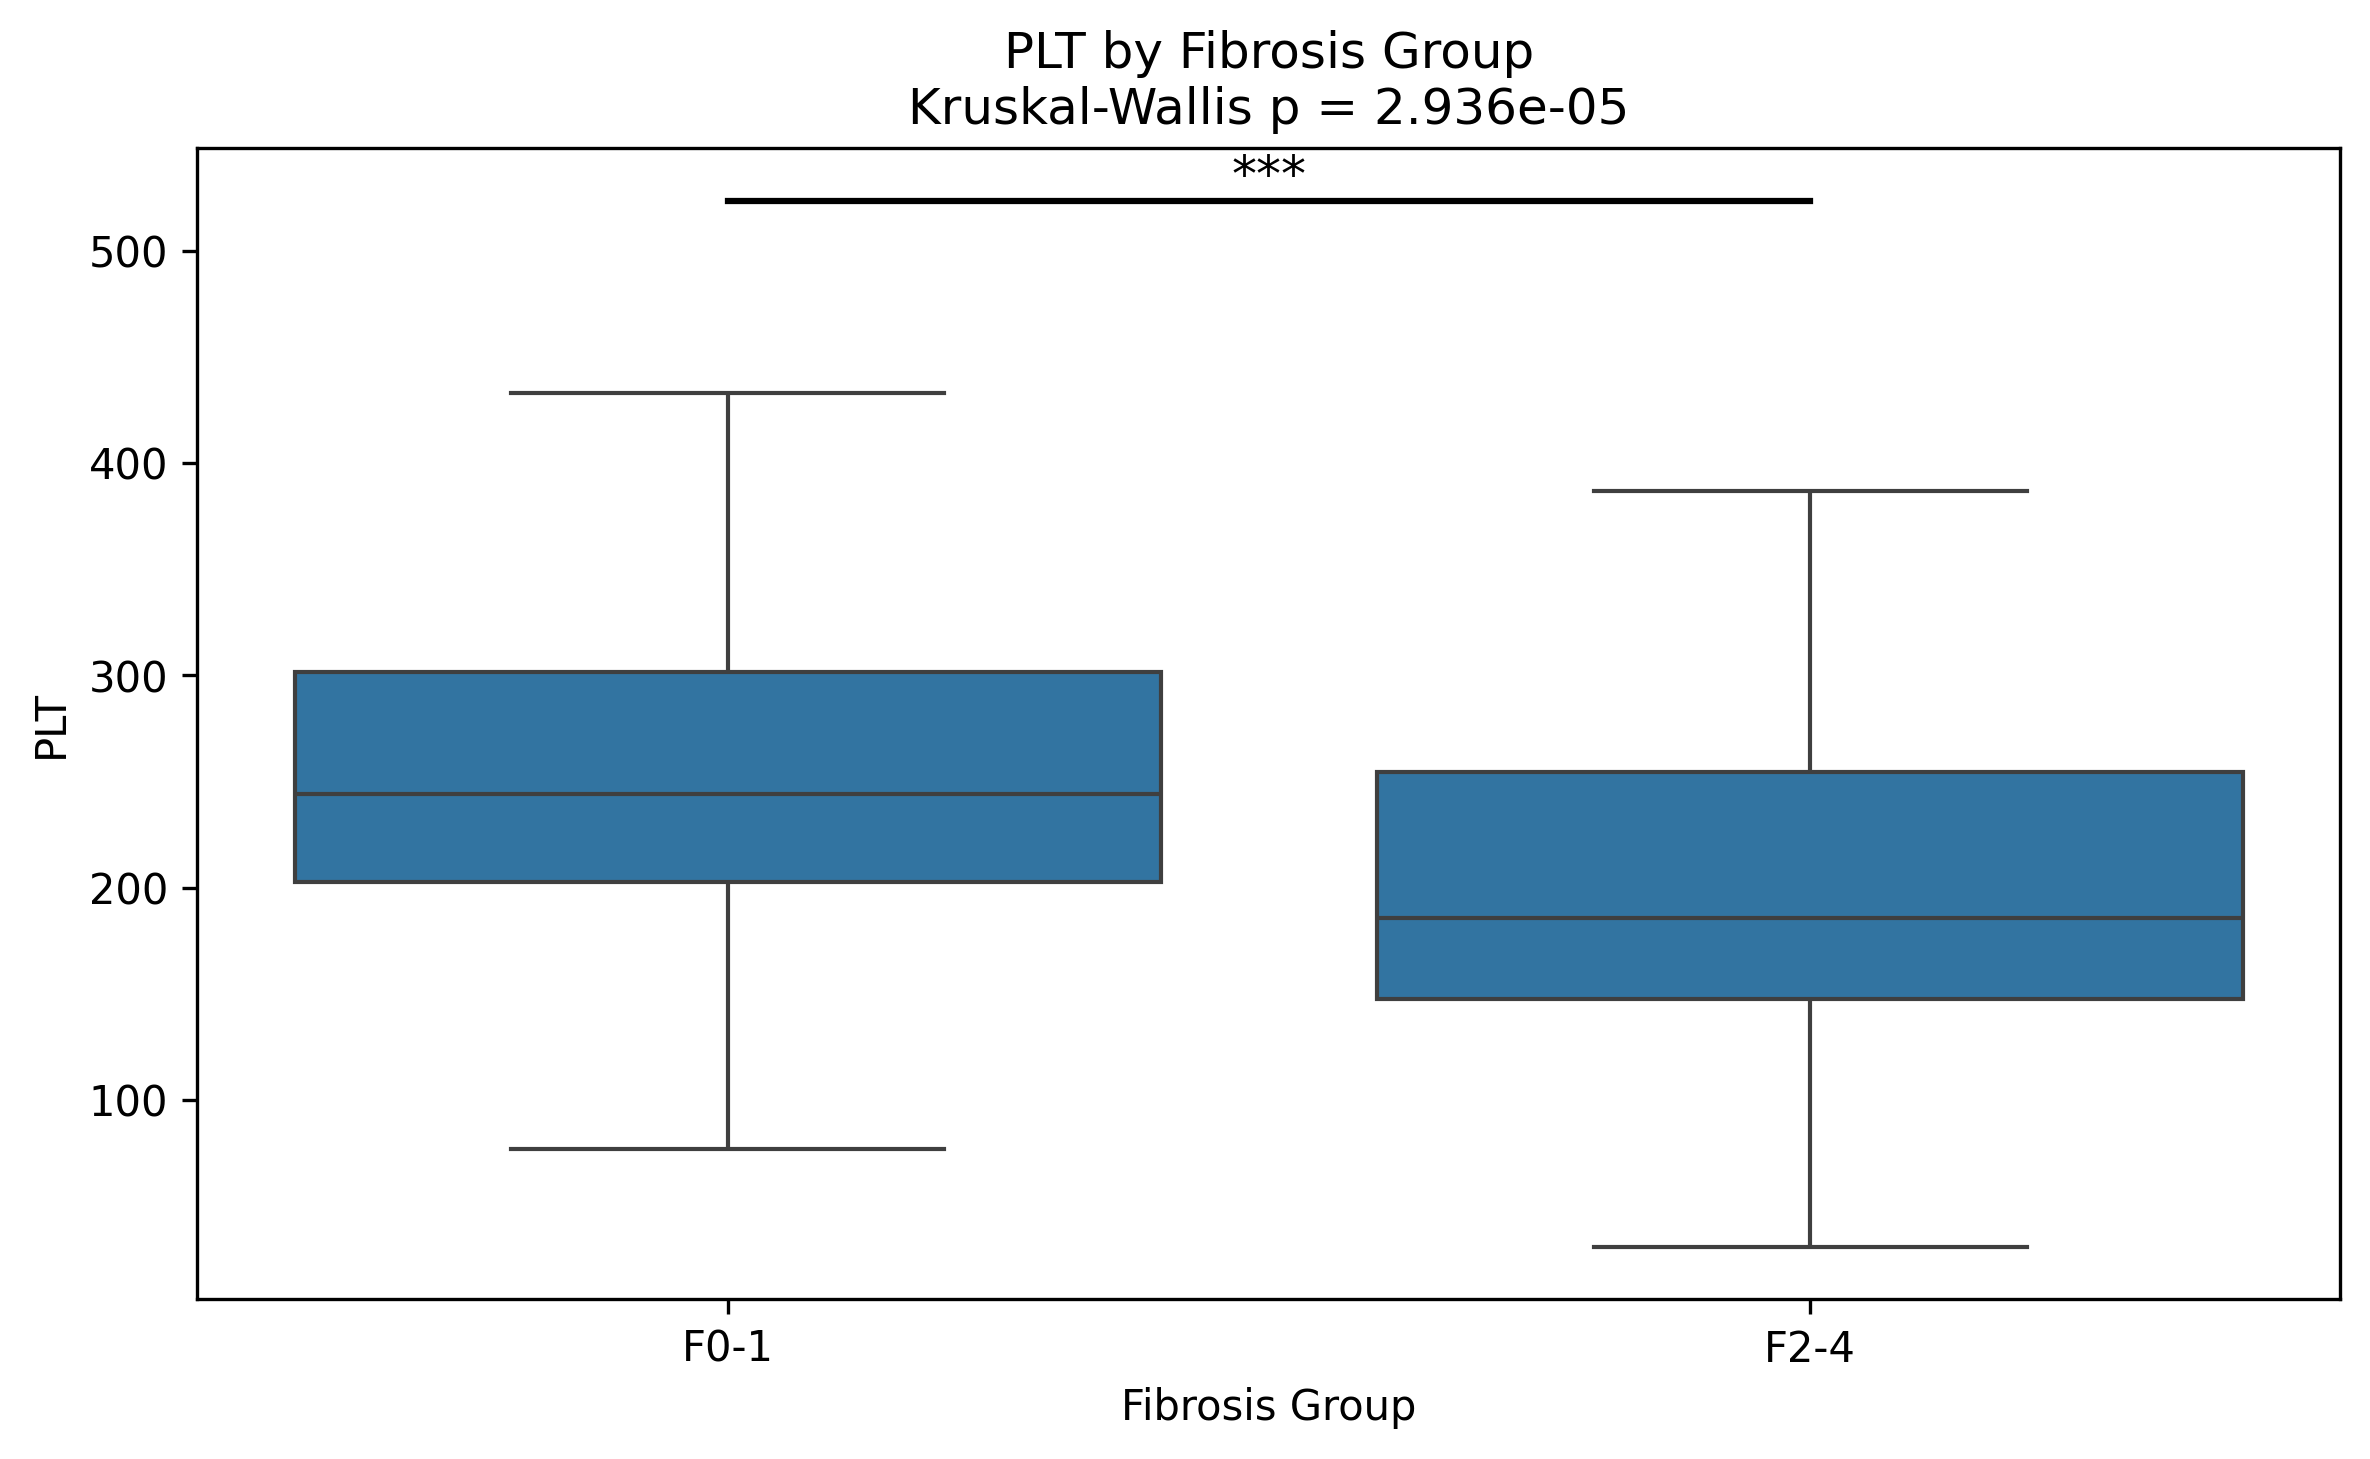 PLT by Fibrosis Group
Kruskal-Wallis p = 2.936e-05
***
500
400
300
200
100
PLT
F0-1
F2-4
Fibrosis Group